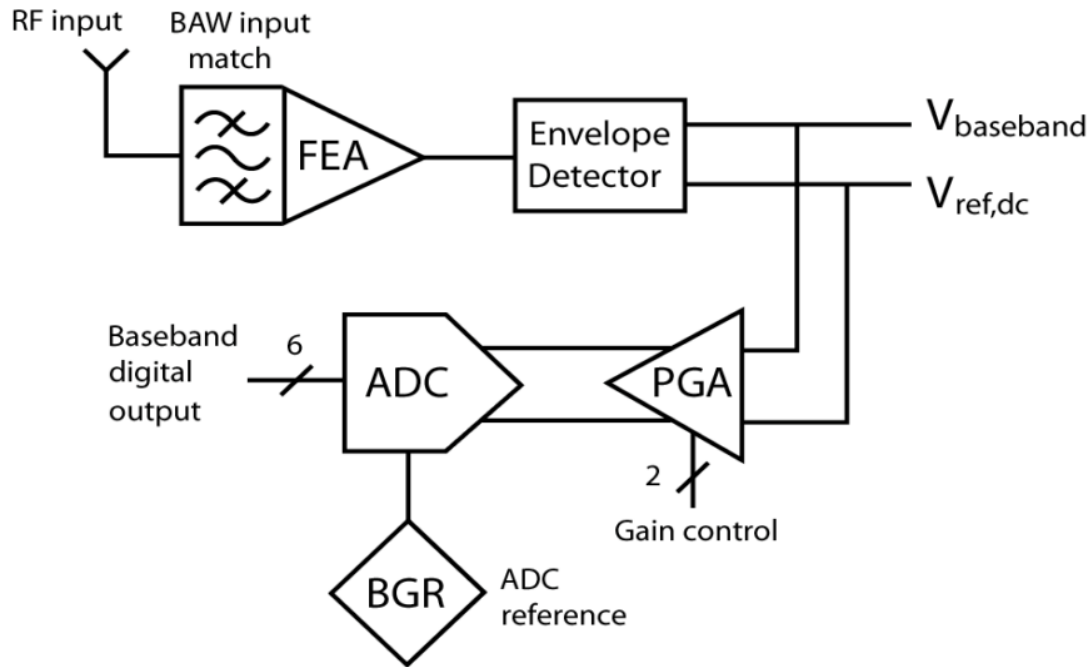 RF input
BAW input
match
FEA
Envelope
Detector
Vbaseband
Vref,dc
Baseband
digital
output
6
ADC
PGA
2
Gain control
BGR
ADC
reference